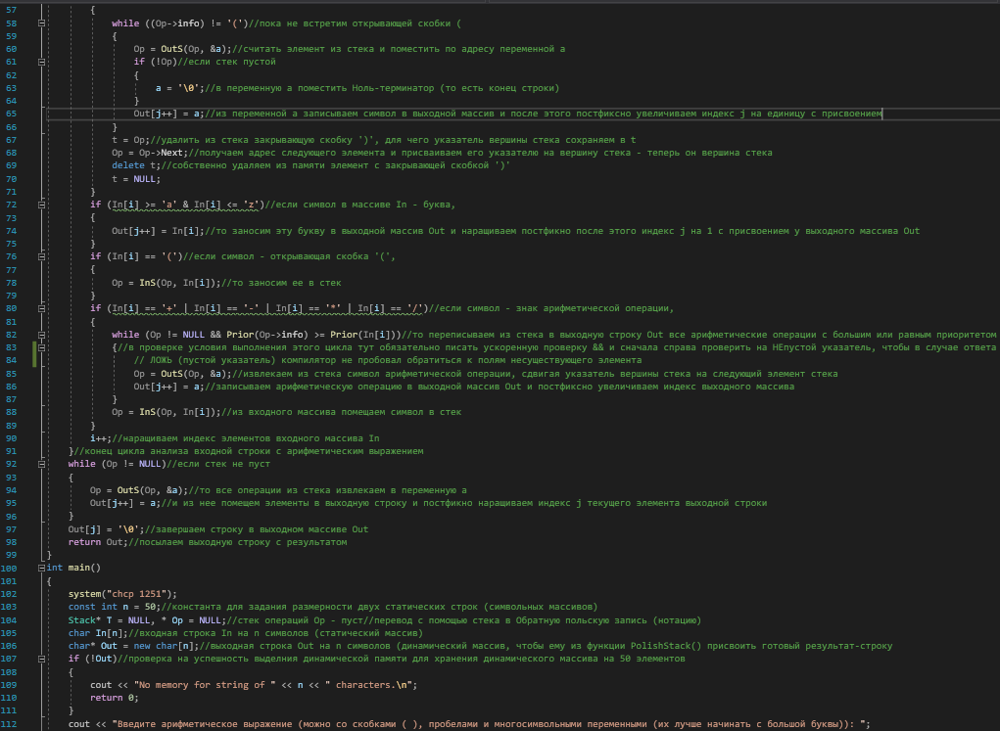 57 {
58 while ((Op->info) != '(')//пока не встретим открывающей скобки (
59 {
60 Op = OutS(Op, &a);//считать элемент из стека и поместить по адресу переменной a
61 if (!Op)//если стек пустой
62 {
63 a = '\0';//в переменную a поместить Ноль-терминатор (то есть конец строки)
64 }
65 Out[j++] = a;//из переменной a записываем символ в выходной массив и после этого постфиксно увеличиваем индекс j на единицу с присвоением
66 }
67 t = Op;//удалить из стека закрывающую скобку ')', для чего указатель вершины стека сохраняем в t
68 Op = Op->Next;//получаем адрес следующего элемента и присваиваем его указателю на вершину стека - теперь он вершина стека
69 delete t;//собственно удаляем из памяти элемент с закрывающей скобкой ')'
70 t = NULL;
71 }
72 if (In[i] >= 'a' & In[i] <= 'z')//если символ в массиве In - буква,
73 {
74 Out[j++] = In[i];//то заносим эту букву в выходной массив Out и наращиваем постфикно после этого индекс j на 1 с присвоением у выходного массива Out
75 }
76 if (In[i] == '(')//если символ - открывающая скобка '(',
77 {
78 Op = InS(Op, In[i]);//то заносим ее в стек
79 }
80 if (In[i] == '+' | In[i] == '-' | In[i] == '*' | In[i] == '/')//если символ - знак арифметической операции,
81 {
82 while (Op != NULL && Prior(Op->info) >= Prior(In[i]))//то переписываем из стека в выходную строку Out все арифметические операции с большим или равным приоритетом
83 {//в проверке условия выполнения этого цикла тут обязательно писать ускоренную проверку && и сначала справа проверить на НЕпустой указатель, чтобы в случае ответа
84 // ЛОЖЬ (пустой указатель) компилятор не пробовал обратиться к полям несуществующего элемента
85 Op = OutS(Op, &a);//извлекаем из стека символ арифметической операции, сдвигая указатель вершины стека на следующий элемент стека
86 Out[j++] = a;//записываем арифметическую операцию в выходной массив Out и постфиксно увеличиваем индекс выходного массива
87 }
88 Op = InS(Op, In[i]);//из входного массива помещаем символ в стек
89 }
90 i++;//наращиваем индекс элементов входного массива In
91 }//конец цикла анализа входной строки с арифметическим выражением
92 while (Op != NULL)//если стек не пуст
93 {
94 Op = OutS(Op, &a);//то все операции из стека извлекаем в переменную a
95 Out[j++] = a;//и из нее помещем элементы в выходную строку и постфикно наращиваем индекс j текущего элемента выходной строки
96 }
97 Out[j] = '\0';//завершаем строку в выходном массиве Out
98 return Out;//посылаем выходную строку с результатом
99 }
100 int main()
101 {
102 system("chcp 1251");
103 const int n = 50;//константа для задания размерности двух статических строк (символьных массивов)
104 Stack* T = NULL, * Op = NULL;//стек операций Op - пуст//перевод с помощью стека в Обратную польскую запись (нотацию)
105 char In[n];//входная строка In на n символов (статический массив)
106 char* Out = new char[n];//выходная строка Out на n символов (динамический массив, чтобы ему из функции PolishStack() присвоить готовый результат-строку
107 if (!Out)//проверка на успешность выделния динамической памяти для хранения динамического массива на 50 элементов
108 {
109 cout << "No memory for string of " << n << " characters.\n";
110 return 0;
111 }
112 cout << "Введите арифметическое выражение (можно со скобками ( ), пробелами и многосимвольными переменными (их лучше начинать с большой буквы)): ";